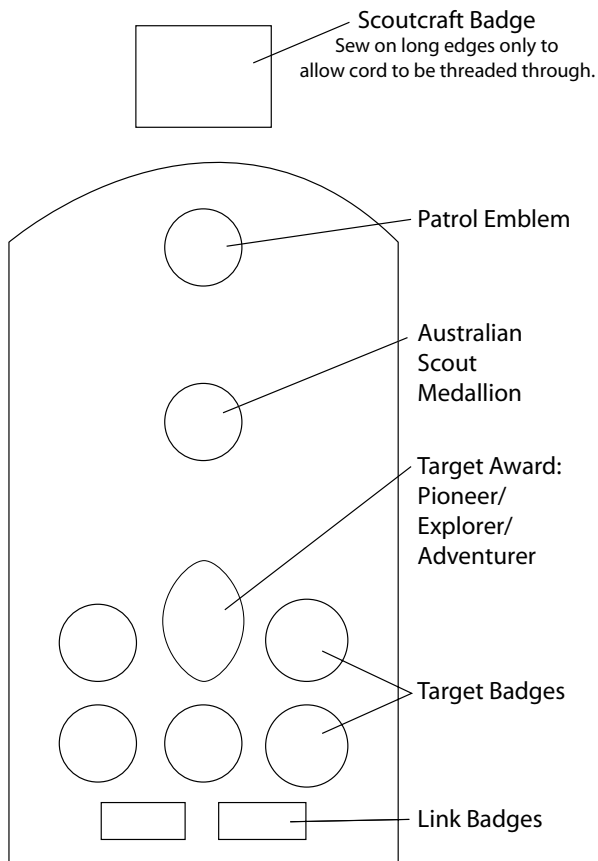 Scoutcraft Badge
Sew on long edges only to
allow cord to be threaded through.
Patrol Emblem
Australian
Scout
Medallion
Target Award:
Pioneer/
Explorer/
Adventurer
Target Badges
Link Badges